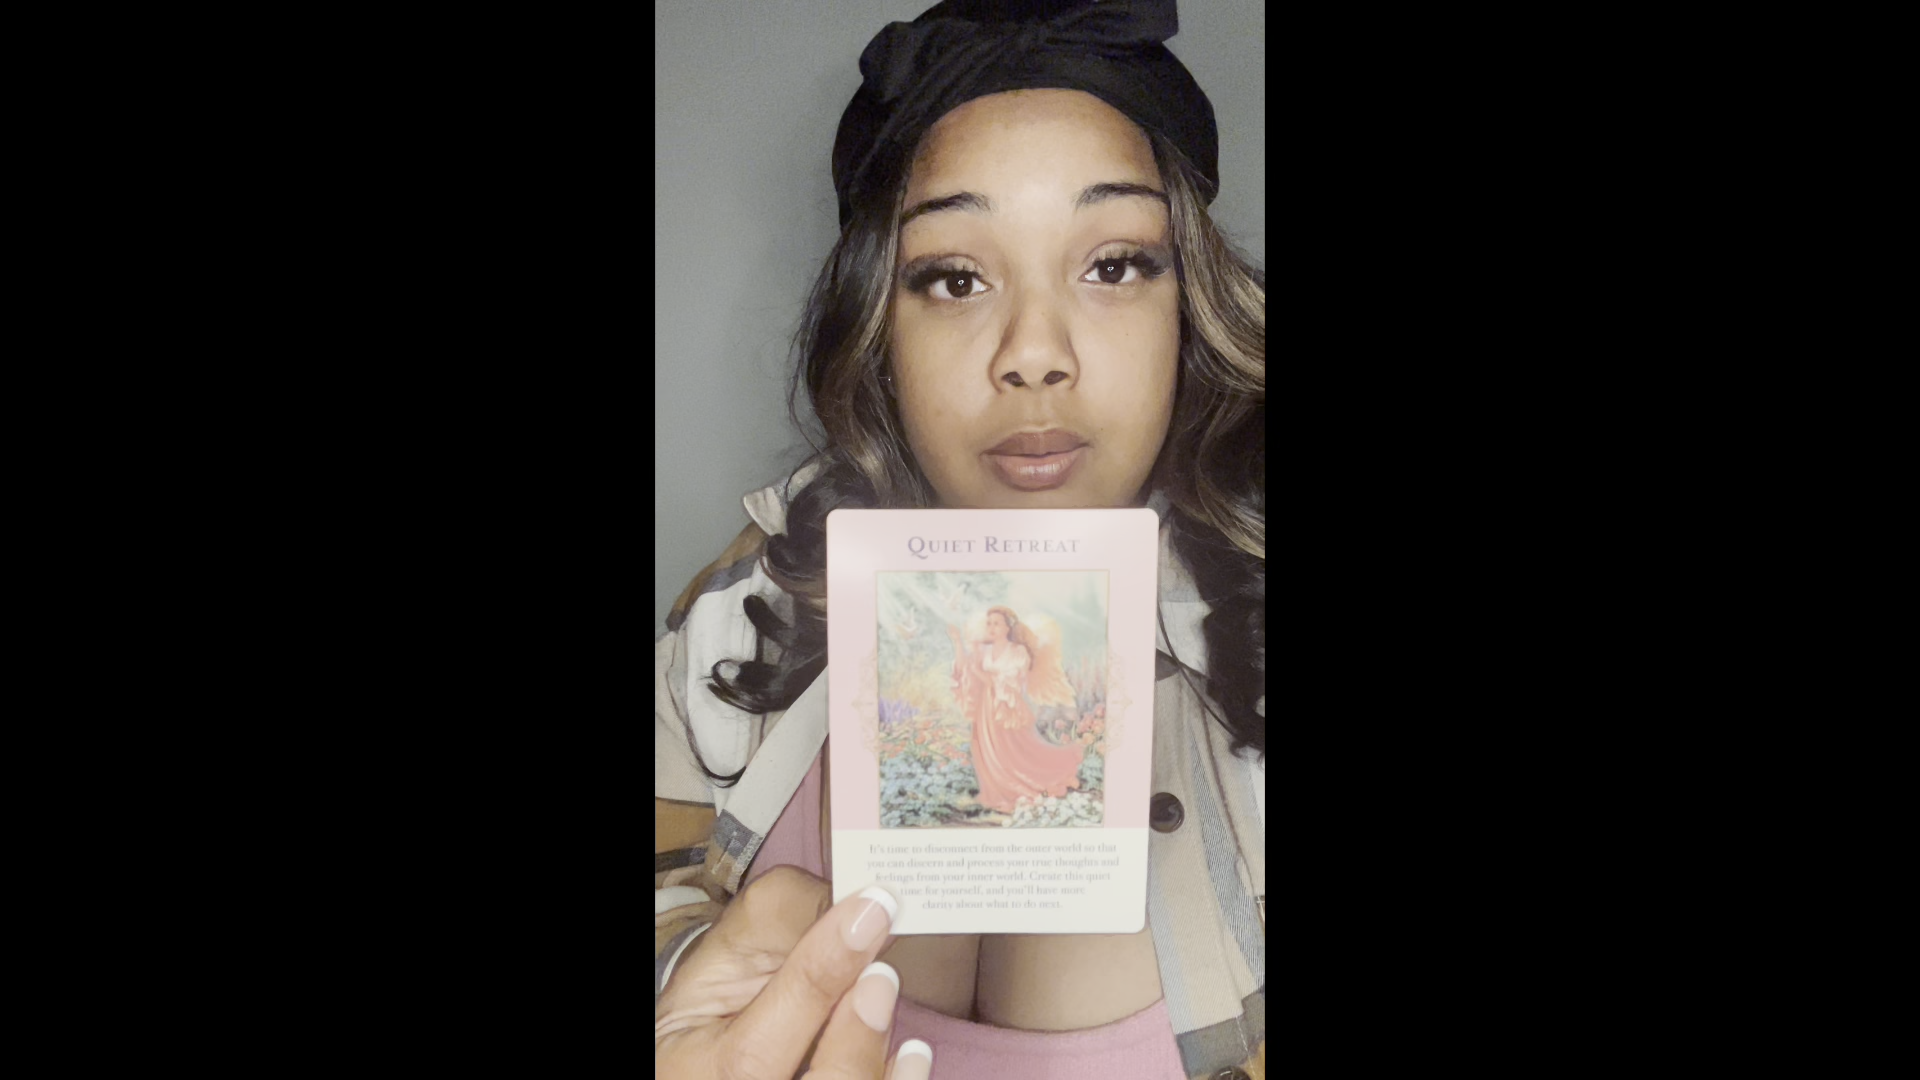 QUIET RETREAT
It's time to disconnect from the outer world so that
you can discern and process your true thoughts and
feelings from your inner world. Create this quiet
time for yourself, and you'll have more
clarity about what to do next.